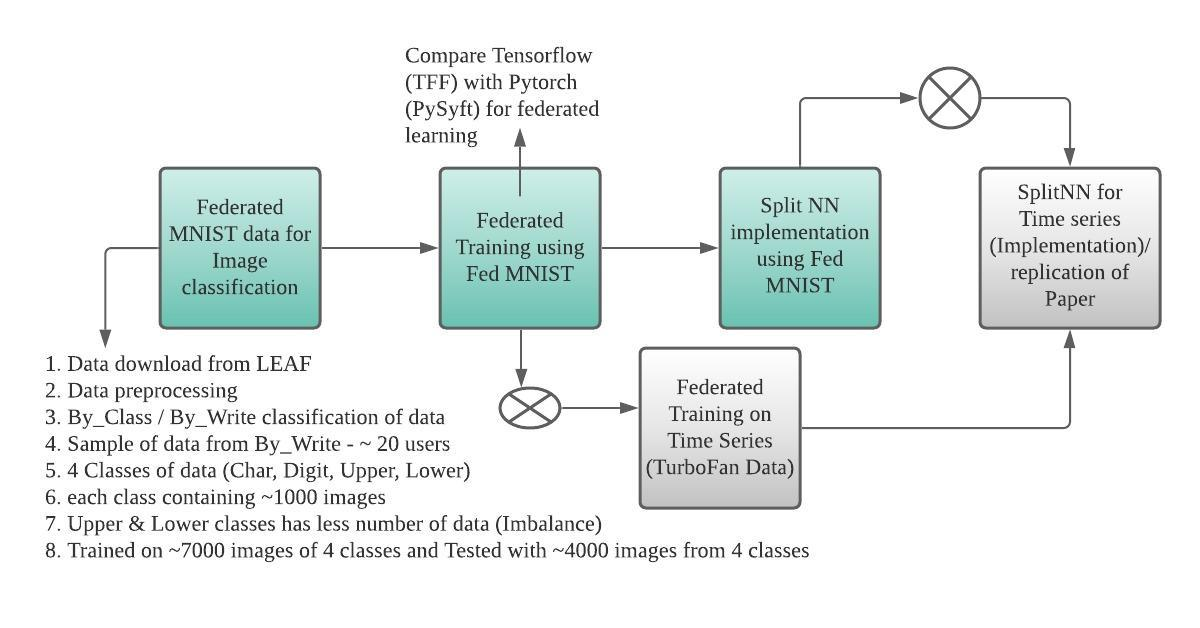 Compare Tensorflow
(TFF) with Pytorch
(PySyft) for federated
learning
Federated
MNIST data for
Image
classification
Federated
Training using
Fed MNIST
Split NN
implementation
using Fed
MNIST
SplitNN for
Time series
(Implementation)/
replication of
Paper
Federated
Training on
Time Series
(TurboFan Data)
1. Data download from LEAF
2. Data preprocessing
3. By_Class / By_Write classification of data
4. Sample of data from By_Write - ~ 20 users
5. 4 Classes of data (Char, Digit, Upper, Lower)
6. each class containing ~1000 images
7. Upper & Lower classes has less number of data (Imbalance)
8. Trained on ~7000 images of 4 classes and Tested with ~4000 images from 4 classes